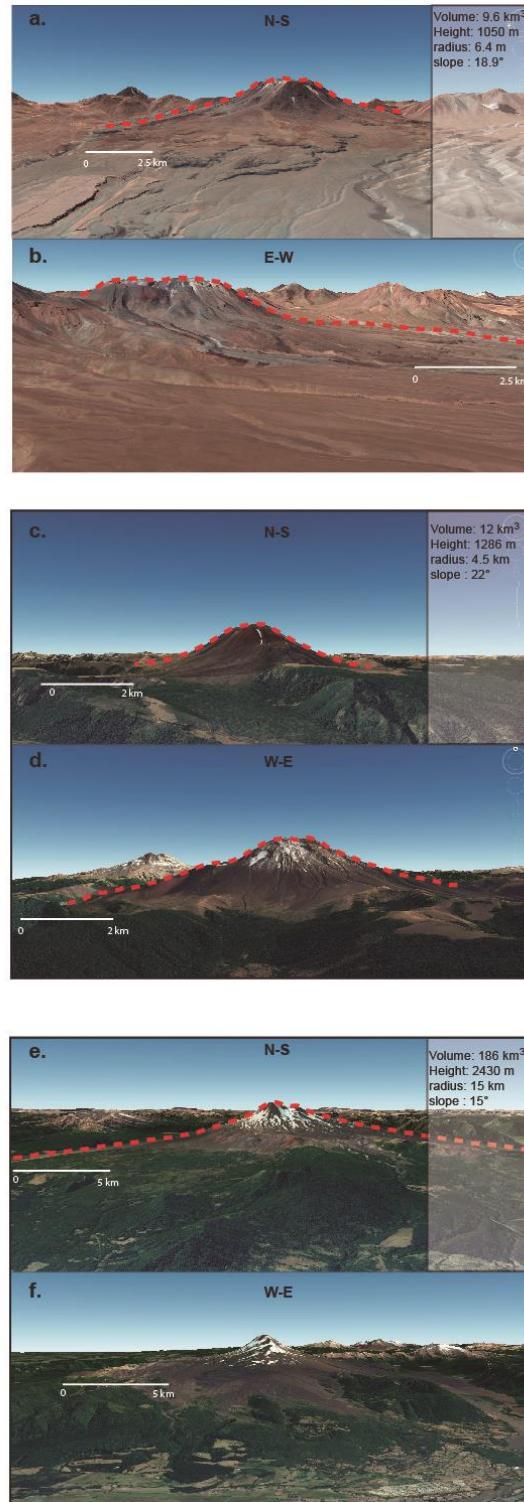 a.
N-S
Volume: 9.6 km³
Height: 1050 m
radius: 6.4 m
slope : 18.9°
0 2.5 km
b.
E-W
0 2.5 km
c.
N-S
Volume: 12 km³
Height: 1286 m
radius: 4.5 km
slope : 22°
0 2 km
d.
W-E
0 2 km
e.
N-S
Volume: 186 km³
Height: 2430 m
radius: 15 km
slope : 15°
0 5 km
f.
W-E
0 5 km